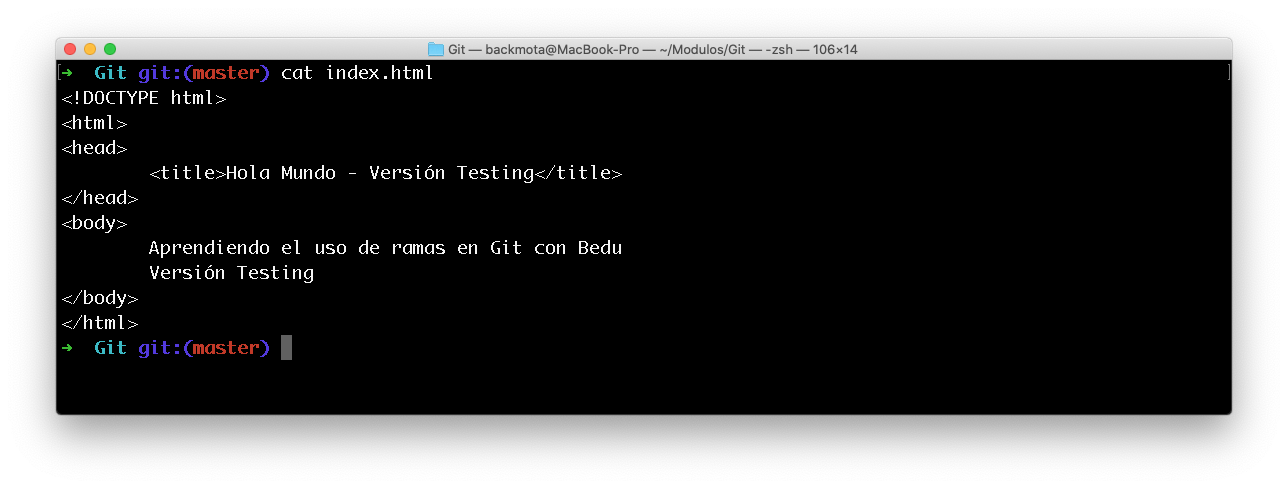 Git — backmota@MacBook-Pro — ~/Modulos/Git — -zsh — 106×14
[➜  Git git:(master) cat index.html ]
<!DOCTYPE html>
<html>
<head>
        <title>Hola Mundo - Versión Testing</title>
</head>
<body>
        Aprendiendo el uso de ramas en Git con Bedu
        Versión Testing
</body>
</html>
➜  Git git:(master)